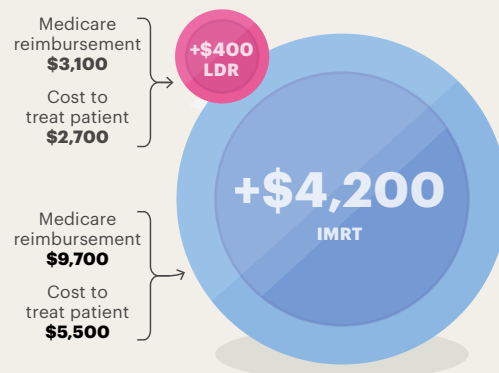 Medicare
reimbursement
$3,100
Cost to
treat patient
$2,700
+$400
LDR
Medicare
reimbursement
$9,700
Cost to
treat patient
$5,500
+$4,200
IMRT